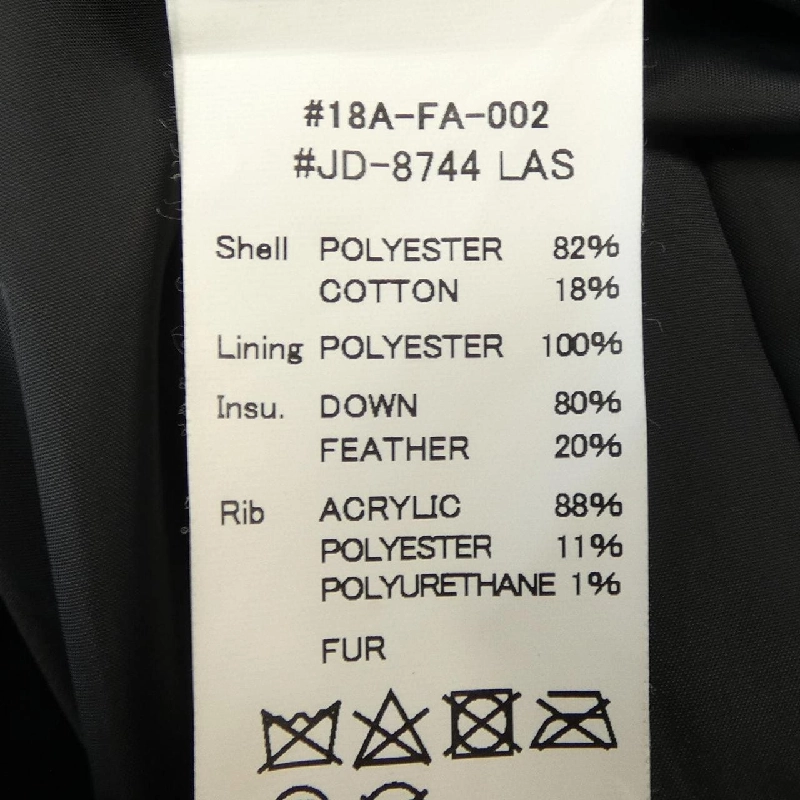 #18A-FA-002
#JD-8744 LAS
Shell POLYESTER 82%
COTTON 18%
Lining POLYESTER 100%
Insu. DOWN 80%
FEATHER 20%
Rib ACRYLIC 88%
POLYESTER 11%
POLYURETHANE 1%
FUR